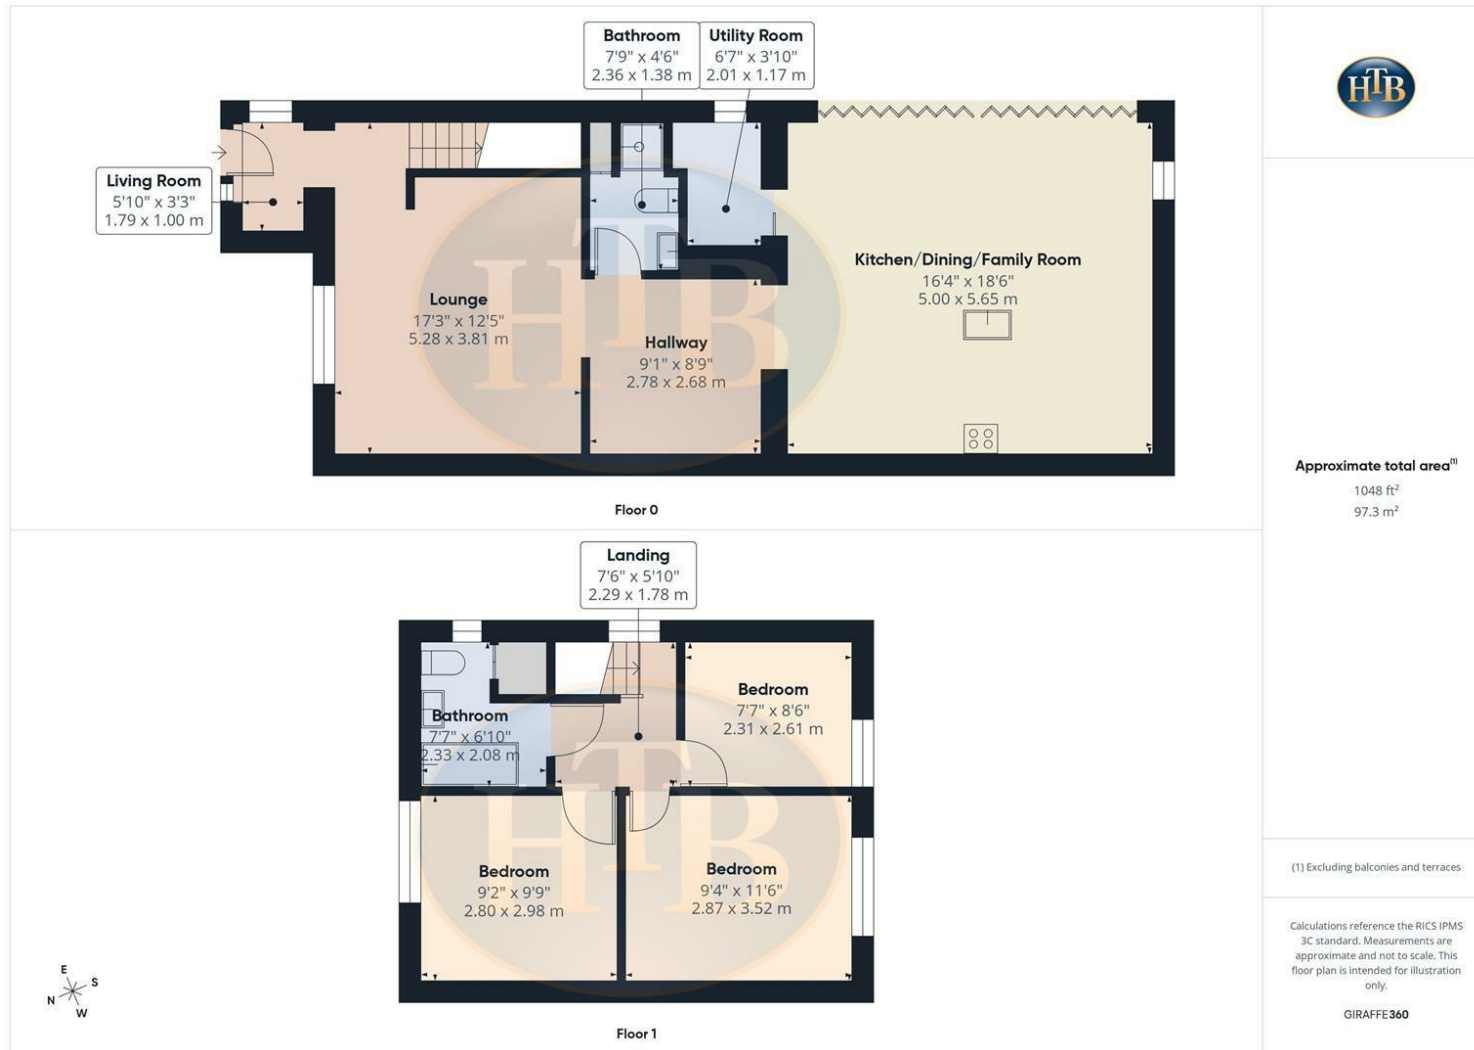 Bathroom
7'9" x 4'6"
2.36 x 1.38 m
Utility Room
6'7" x 3'10"
2.01 x 1.17 m
Living Room
5'10" x 3'3"
1.79 x 1.00 m
Lounge
17'3" x 12'5"
5.28 x 3.81 m
Hallway
9'1" x 8'9"
2.78 x 2.68 m
Kitchen/Dining/Family Room
16'4" x 18'6"
5.00 x 5.65 m
HTB
Floor 0
Landing
7'6" x 5'10"
2.29 x 1.78 m
Bathroom
7'7" x 6'10"
2.33 x 2.08 m
Bedroom
7'7" x 8'6"
2.31 x 2.61 m
Bedroom
9'2" x 9'9"
2.80 x 2.98 m
Bedroom
9'4" x 11'6"
2.87 x 3.52 m
HTB
Floor 1
E
S
N
W
HTB
Approximate total area⁽¹⁾
1048 ft²
97.3 m²
(1) Excluding balconies and terraces
Calculations reference the RICS IPMS
3C standard. Measurements are
approximate and not to scale. This
floor plan is intended for illustration
only.
GIRAFFE360